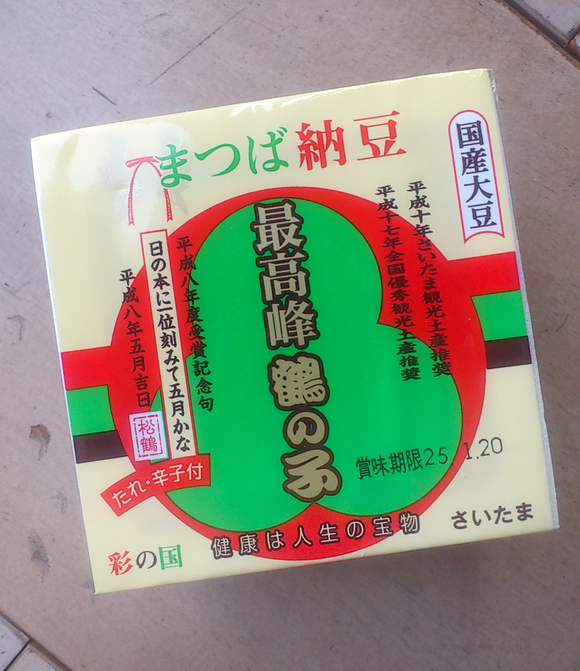 まつば納豆
国産大豆
平成十年さいたま観光土産推奨
平成十七年全国優秀観光土産推奨
最高峰 鶴の子
平成八年度受賞記念句
日の本に一位刻みて五月かな
平成八年五月吉日
松鶴
たれ・辛子付
賞味期限25. 1.20
健康は人生の宝物
さいたま
彩の国